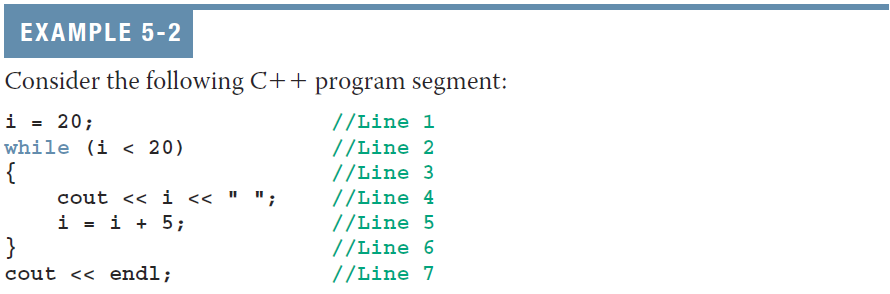 EXAMPLE 5-2
Consider the following C++ program segment:
i = 20; //Line 1
while (i < 20) //Line 2
{ //Line 3
    cout << i << " "; //Line 4
    i = i + 5; //Line 5
} //Line 6
cout << endl; //Line 7